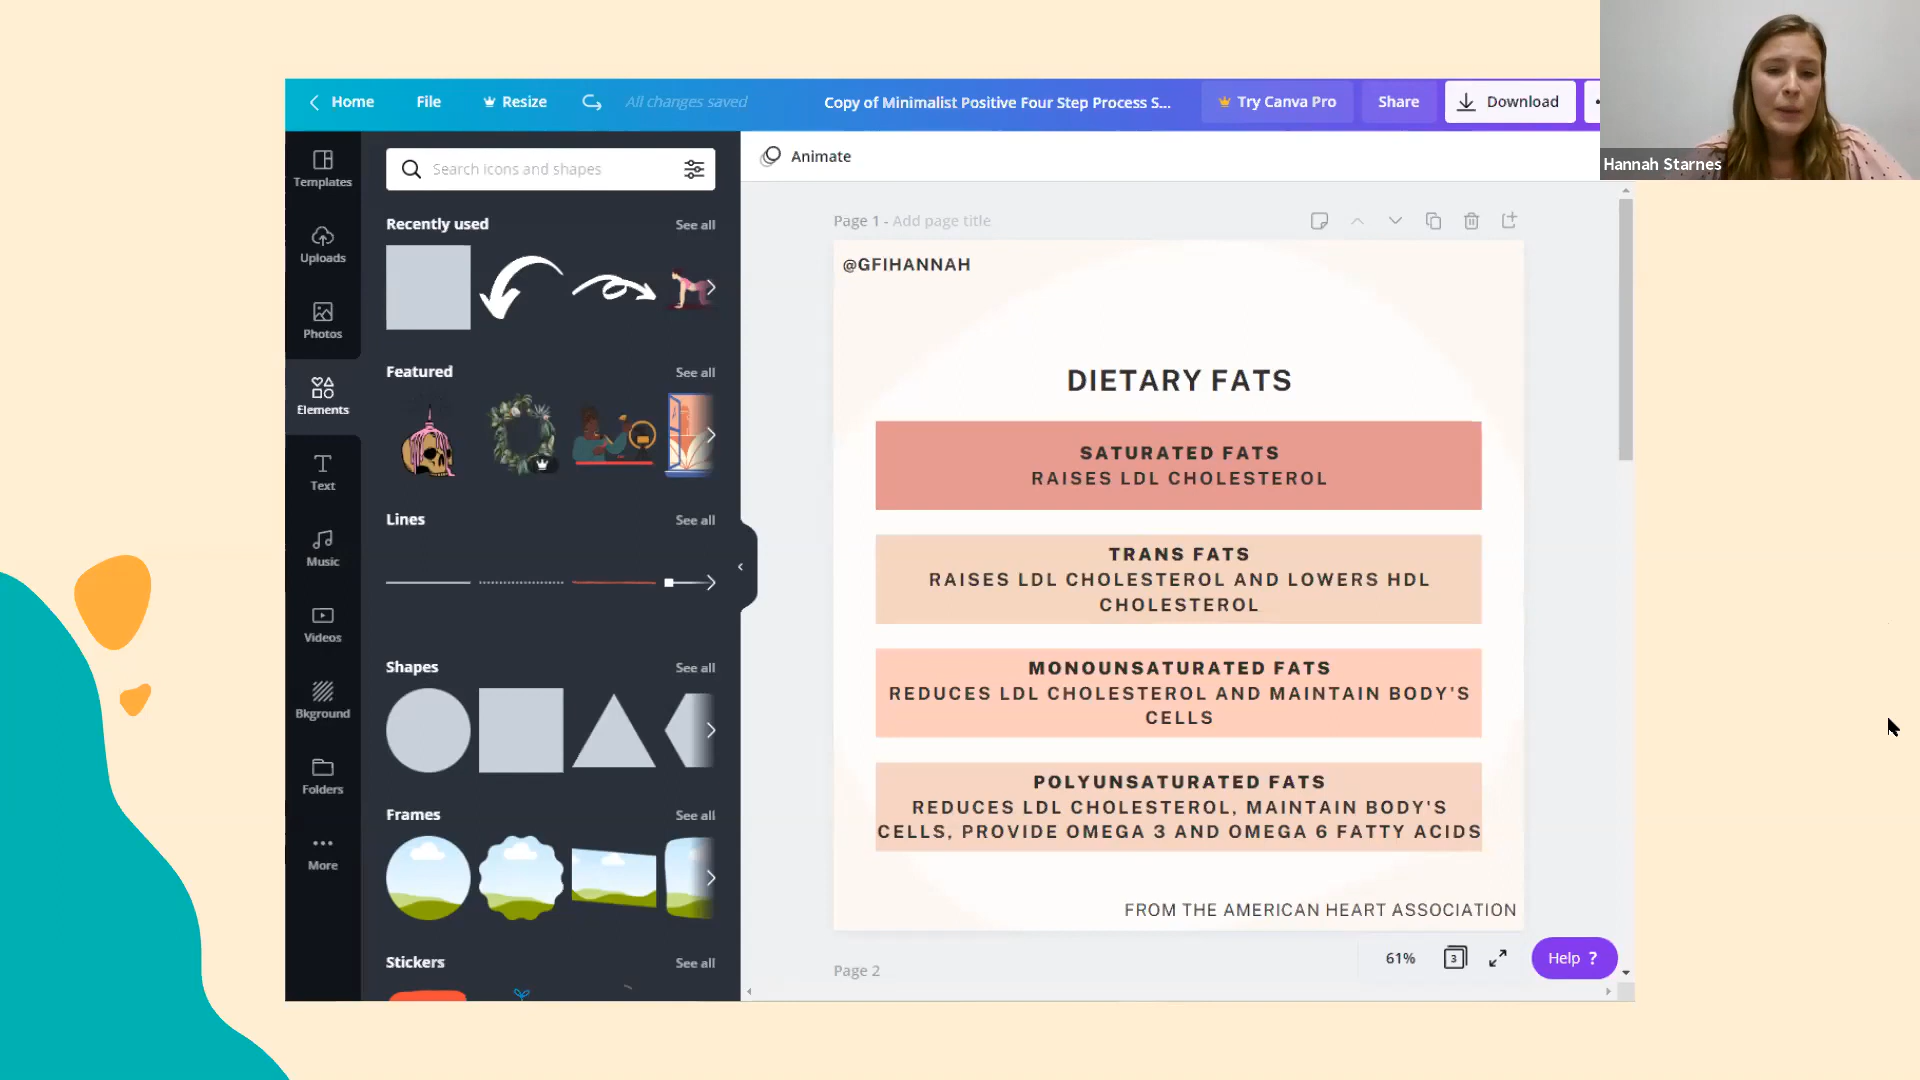 Home
File
Resize
All changes saved
Copy of Minimalist Positive Four Step Process S...
Try Canva Pro
Share
Download
Hannah Starnes
Templates
Uploads
Photos
Elements
Text
Music
Videos
Bkground
Folders
More
Search icons and shapes
Recently used
See all
Featured
See all
Lines
See all
Shapes
See all
Frames
See all
Stickers
See all
Animate
Page 1 - Add page title
@GFIHANNAH
DIETARY FATS
SATURATED FATS
RAISES LDL CHOLESTEROL
TRANS FATS
RAISES LDL CHOLESTEROL AND LOWERS HDL
CHOLESTEROL
MONOUNSATURATED FATS
REDUCES LDL CHOLESTEROL AND MAINTAIN BODY'S
CELLS
POLYUNSATURATED FATS
REDUCES LDL CHOLESTEROL, MAINTAIN BODY'S
CELLS, PROVIDE OMEGA 3 AND OMEGA 6 FATTY ACIDS
FROM THE AMERICAN HEART ASSOCIATION
Page 2
61%
3
Help ?